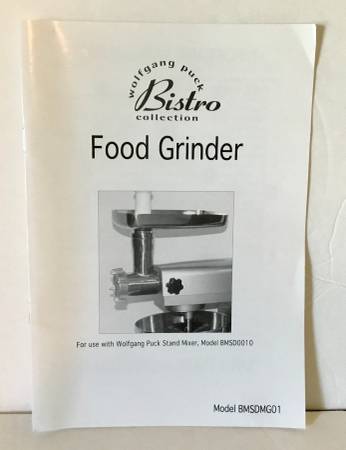 wolfgang puck
Bistro
collection
Food Grinder
For use with Wolfgang Puck Stand Mixer, Model BMSD0010
Model BMSDMG01